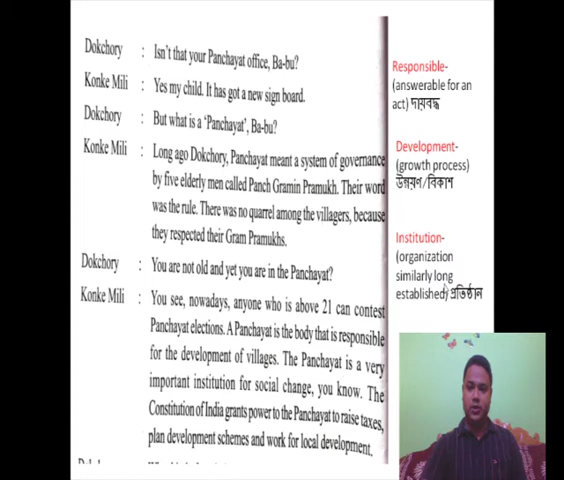 Dokchory : Isn't that your Panchayat office, Ba-bu?
Konke Mili : Yes my child. It has got a new sign board.
Dokchory : But what is a 'Panchayat', Ba-bu?
Konke Mili : Long ago Dokchory, Panchayat meant a system of governance
by five elderly men called Panch Gramin Pramukh. Their word
was the rule. There was no quarrel among the villagers, because
they respected their Gram Pramukhs.
Dokchory : You are not old and yet you are in the Panchayat?
Konke Mili : You see, nowadays, anyone who is above 21 can contest
Panchayat elections. A Panchayat is the body that is responsible
for the development of villages. The Panchayat is a very
important institution for social change, you know. The
Constitution of India grants power to the Panchayat to raise taxes,
plan development schemes and work for local development.
Responsible-
(answerable for an
act) দায়বদ্ধ
Development-
(growth process)
উন্নয়ণ/বিকাশ
Institution-
(organization
similarly long
established) প্রতিষ্ঠান